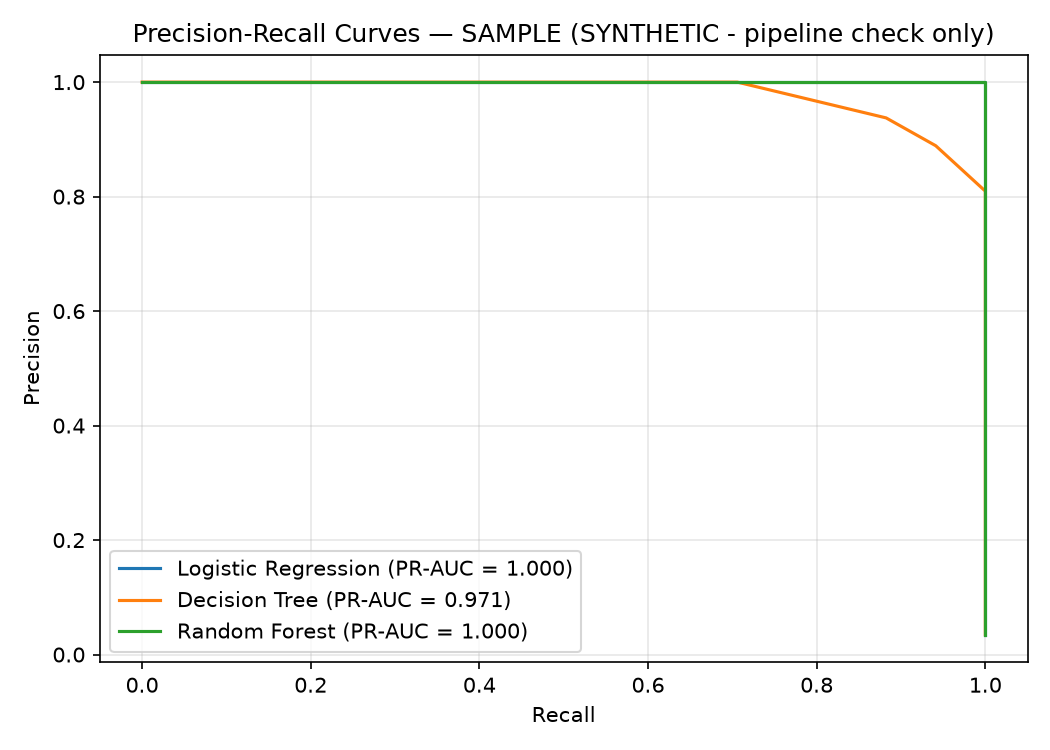 Precision-Recall Curves — SAMPLE (SYNTHETIC - pipeline check only)
1.0
0.8
0.6
0.4
0.2
0.0
Precision
Logistic Regression (PR-AUC = 1.000)
Decision Tree (PR-AUC = 0.971)
Random Forest (PR-AUC = 1.000)
0.0 0.2 0.4 0.6 0.8 1.0
Recall